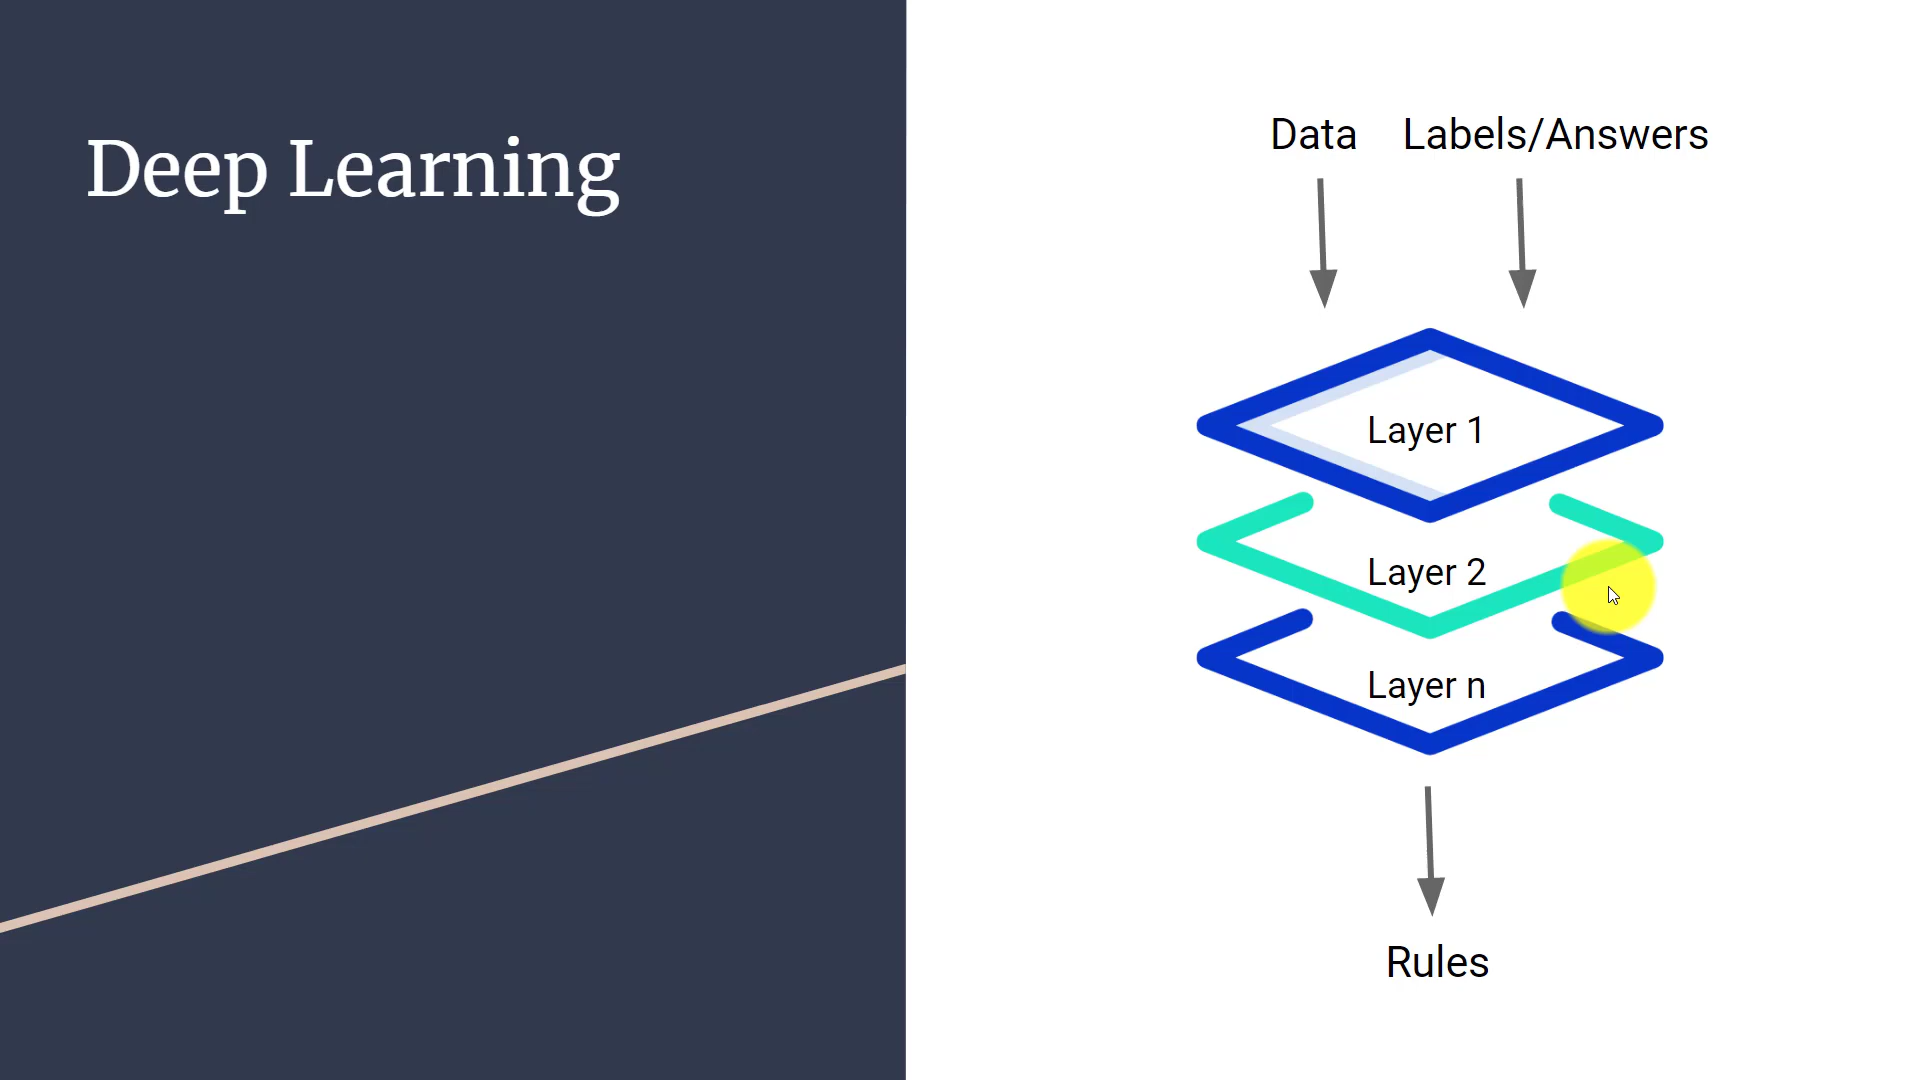 Deep Learning
Data Labels/Answers
Layer 1
Layer 2
Layer n
Rules